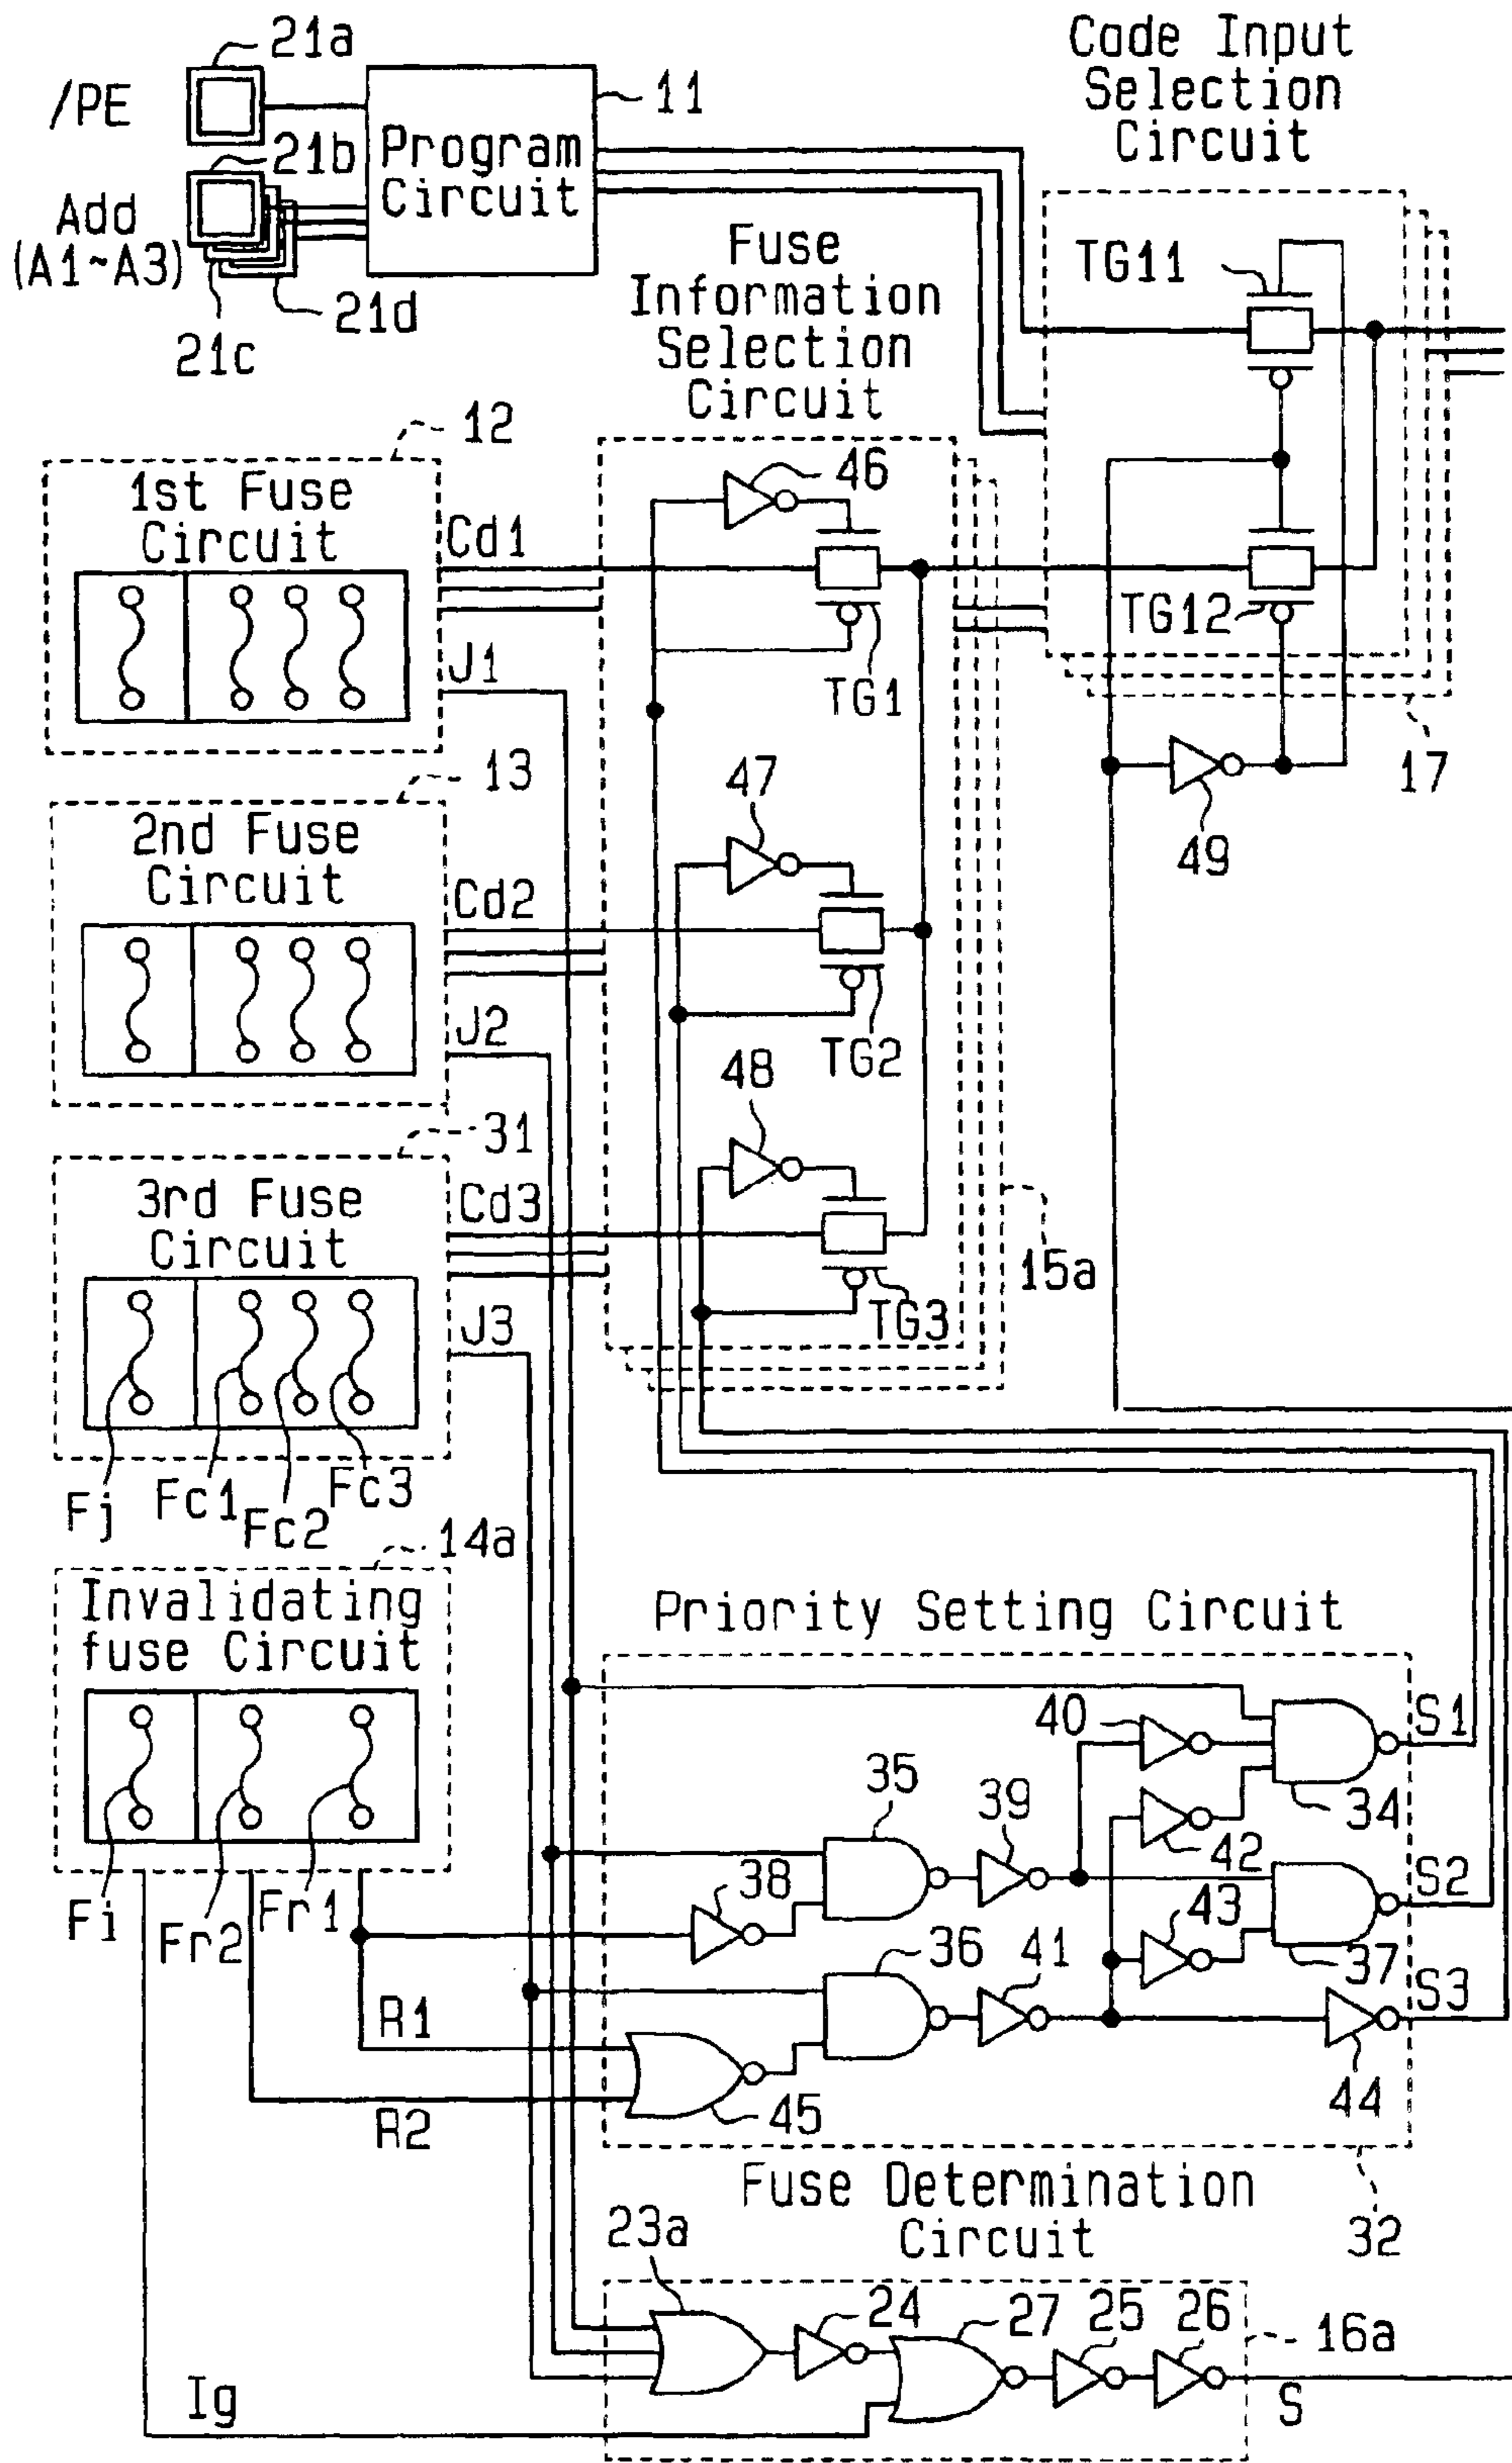 21a
/PE
11
Code Input
Selection
Circuit
21b
Program
Circuit
Add
(A1~A3)
21c
21d
Fuse
Information
Selection
Circuit
TG11
12
1st Fuse
Circuit
Cd1
J1
46
TG1
TG12
17
13
2nd Fuse
Circuit
Cd2
J2
47
49
TG2
31
3rd Fuse
Circuit
Cd3
J3
48
TG3
15a
Fj
Fc1
Fc2
Fc3
14a
Invalidating
fuse Circuit
Priority Setting Circuit
40
S1
35
39
34
42
Fi
Fr2
Fr1
38
43
S2
36
41
37
S3
R1
45
44
R2
Fuse Determination
Circuit
32
23a
24
27
25
26
16a
Ig
S